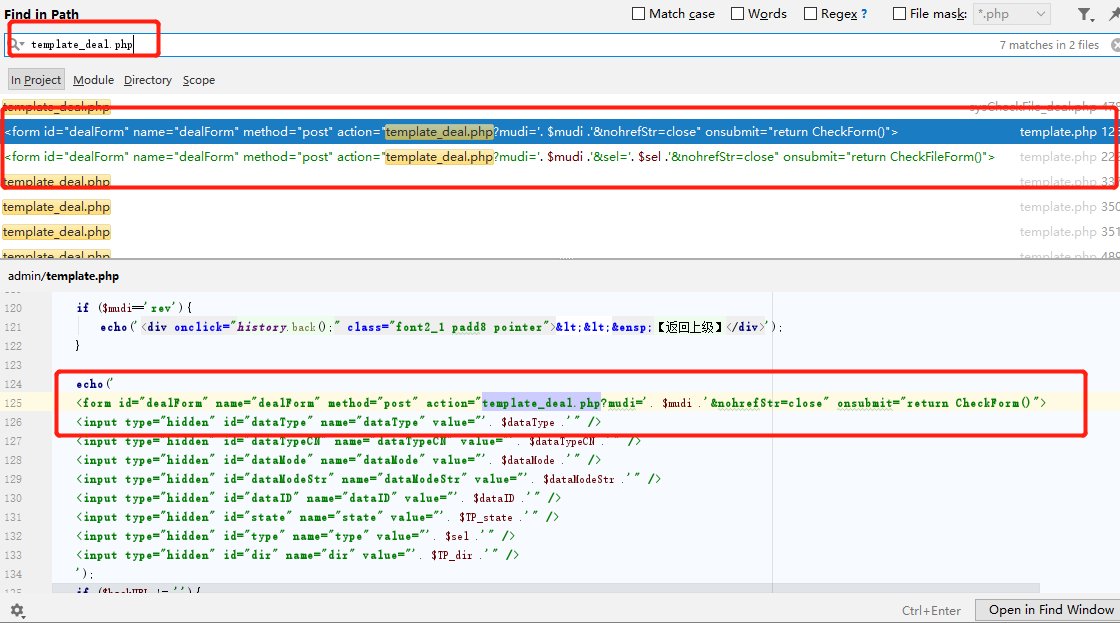 Find in Path
Match case Words Regex ? File mask: *.php
template_deal.php 7 matches in 2 files
In Project Module Directory Scope
template_deal.php sysCheckFile_deal.php
<form id="dealForm" name="dealForm" method="post" action="template_deal.php?mudi='. $mudi .'&nohrefStr=close" onsubmit="return CheckForm()"> template.php
<form id="dealForm" name="dealForm" method="post" action="template_deal.php?mudi='. $mudi .'&sel='. $sel .'&nohrefStr=close" onsubmit="return CheckFileForm()"> template.php
template_deal.php template.php
template_deal.php template.php 350
template_deal.php template.php 351
template_deal.php template.php 489
admin/template.php
120 if ($mudi=='rev'){
121 echo('<div onclick="history.back();" class="font2_1 padd8 pointer">&lt;&lt;&ensp;【返回上级】</div>');
122 }
123
124 echo('
125 <form id="dealForm" name="dealForm" method="post" action="template_deal.php?mudi='. $mudi .'&nohrefStr=close" onsubmit="return CheckForm()">
126 <input type="hidden" id="dataType" name="dataType" value="'. $dataType .'" />
127 <input type="hidden" id="dataTypeCN" name="dataTypeCN" value="'. $dataTypeCN .'" />
128 <input type="hidden" id="dataMode" name="dataMode" value="'. $dataMode .'" />
129 <input type="hidden" id="dataModeStr" name="dataModeStr" value="'. $dataModeStr .'" />
130 <input type="hidden" id="dataID" name="dataID" value="'. $dataID .'" />
131 <input type="hidden" id="state" name="state" value="'. $TP_state .'" />
132 <input type="hidden" id="type" name="type" value="'. $sel .'" />
133 <input type="hidden" id="dir" name="dir" value="'. $TP_dir .'" />
134 ');
135 if ($backURL != ''){
Ctrl+Enter Open in Find Window